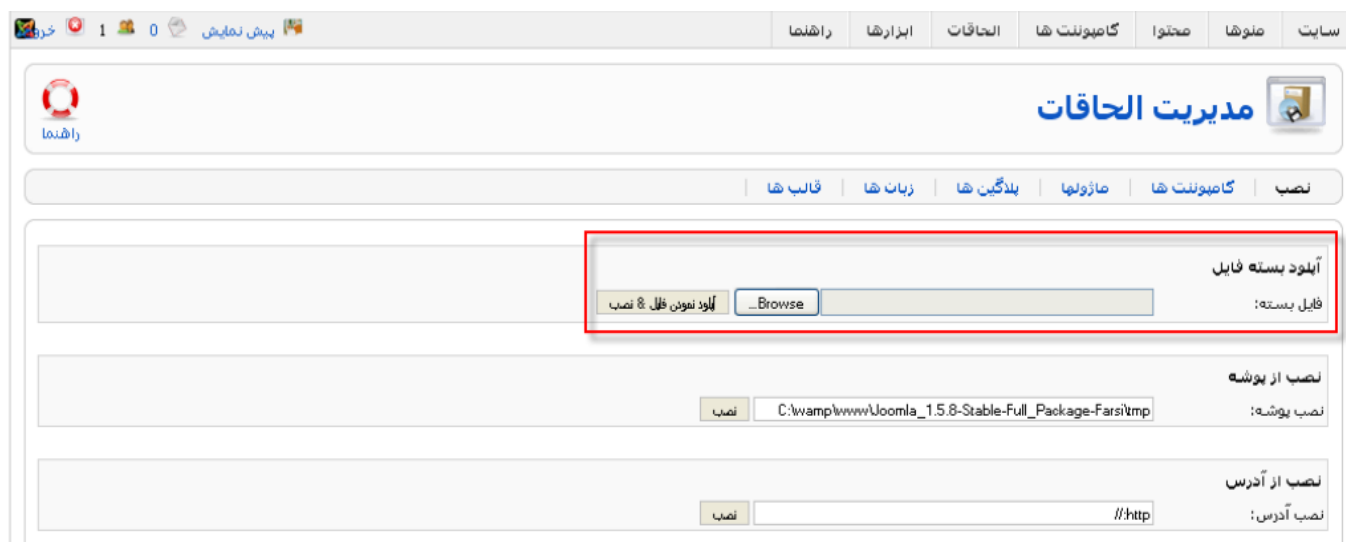 سایت منوها محتوا کامپوننت ها الحاقات ابزارها راهنما پیش نمایش 0 1 خروج
مدیریت الحاقات
راهنما
نصب کامپوننت ها ماژولها پلاگین ها زبان ها قالب ها
آپلود بسته فایل
فایل بسته: Browse... آپلود نمودن فایل & نصب
نصب از پوشه
نصب پوشه: C:\wamp\www\Joomla_1.5.8-Stable-Full_Package-Farsi\tmp نصب
نصب از آدرس
نصب آدرس: http:// نصب